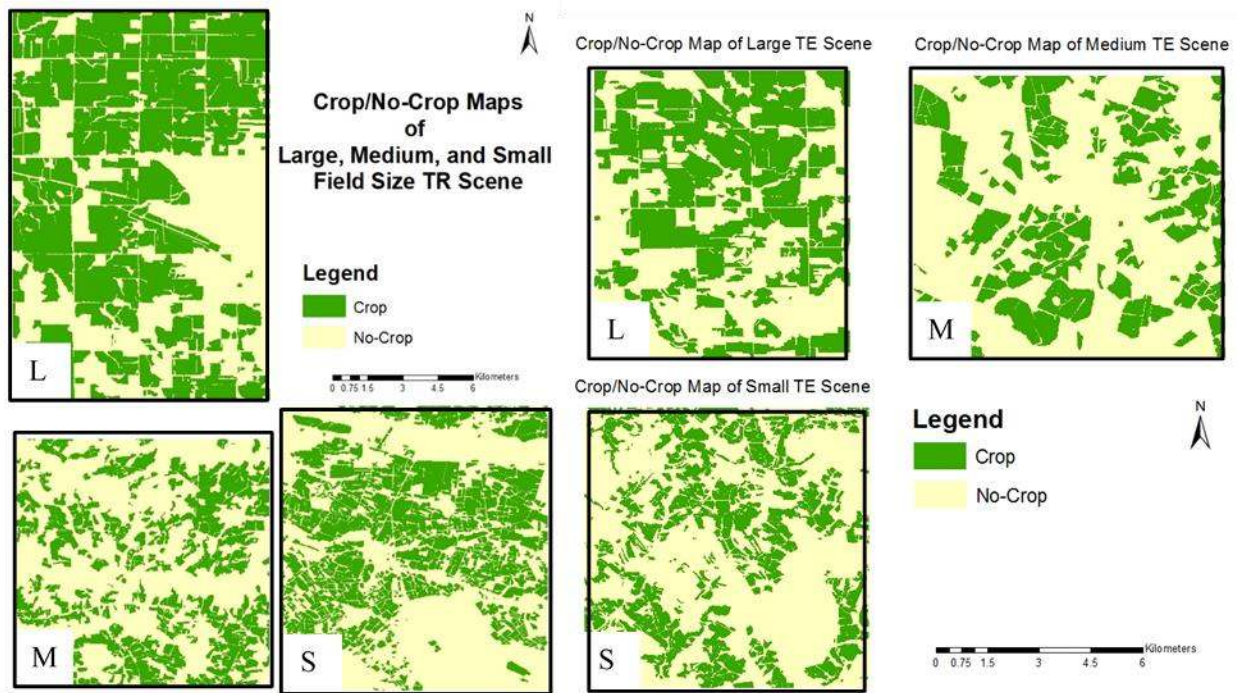 N
Crop/No-Crop Maps
of
Large, Medium, and Small
Field Size TR Scene
Legend
Crop
No-Crop
Kilometers
0 0.75 1.5 3 4.5 6
L
M
S
Crop/No-Crop Map of Large TE Scene
L
Crop/No-Crop Map of Medium TE Scene
M
Crop/No-Crop Map of Small TE Scene
S
Legend
Crop
No-Crop
N
Kilometers
0 0.75 1.5 3 4.5 6